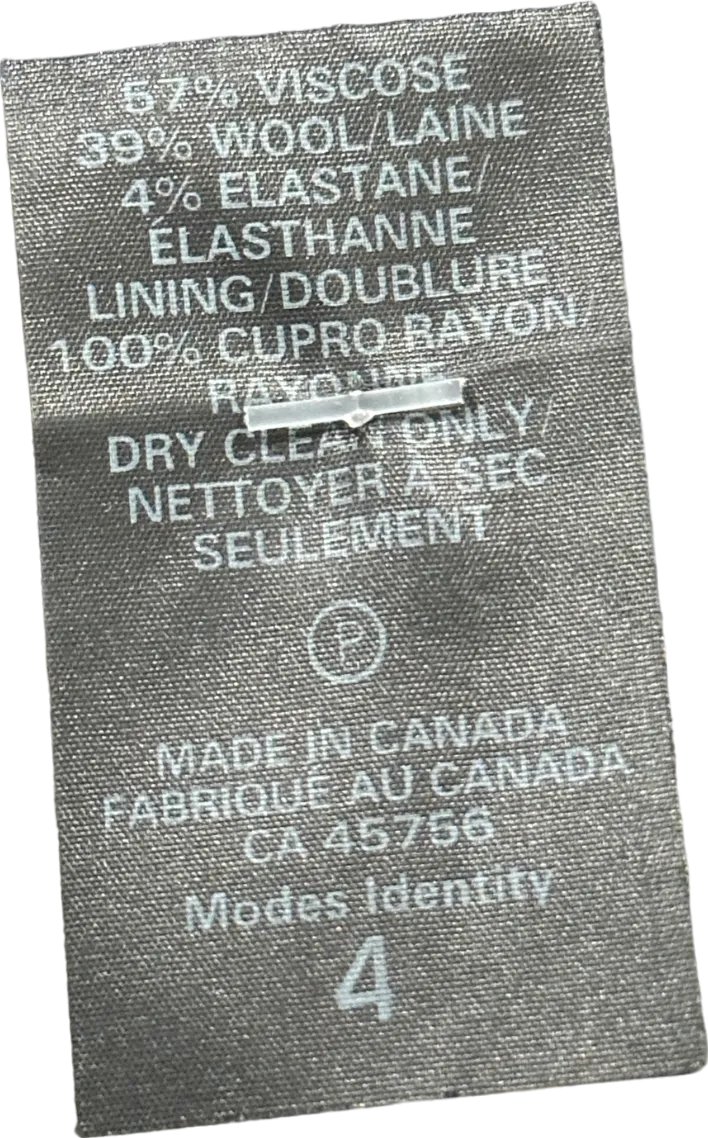 57% VISCOSE
39% WOOL/LAINE
4% ELASTANE/
ÉLASTHANNE
LINING/DOUBLURE
100% CUPRO RAYON/
DRY CLEAN ONLY/
NETTOYER À SEC
SEULEMENT
P
MADE IN CANADA
FABRIQUÉ AU CANADA
CA 45756
Modes Identity
4